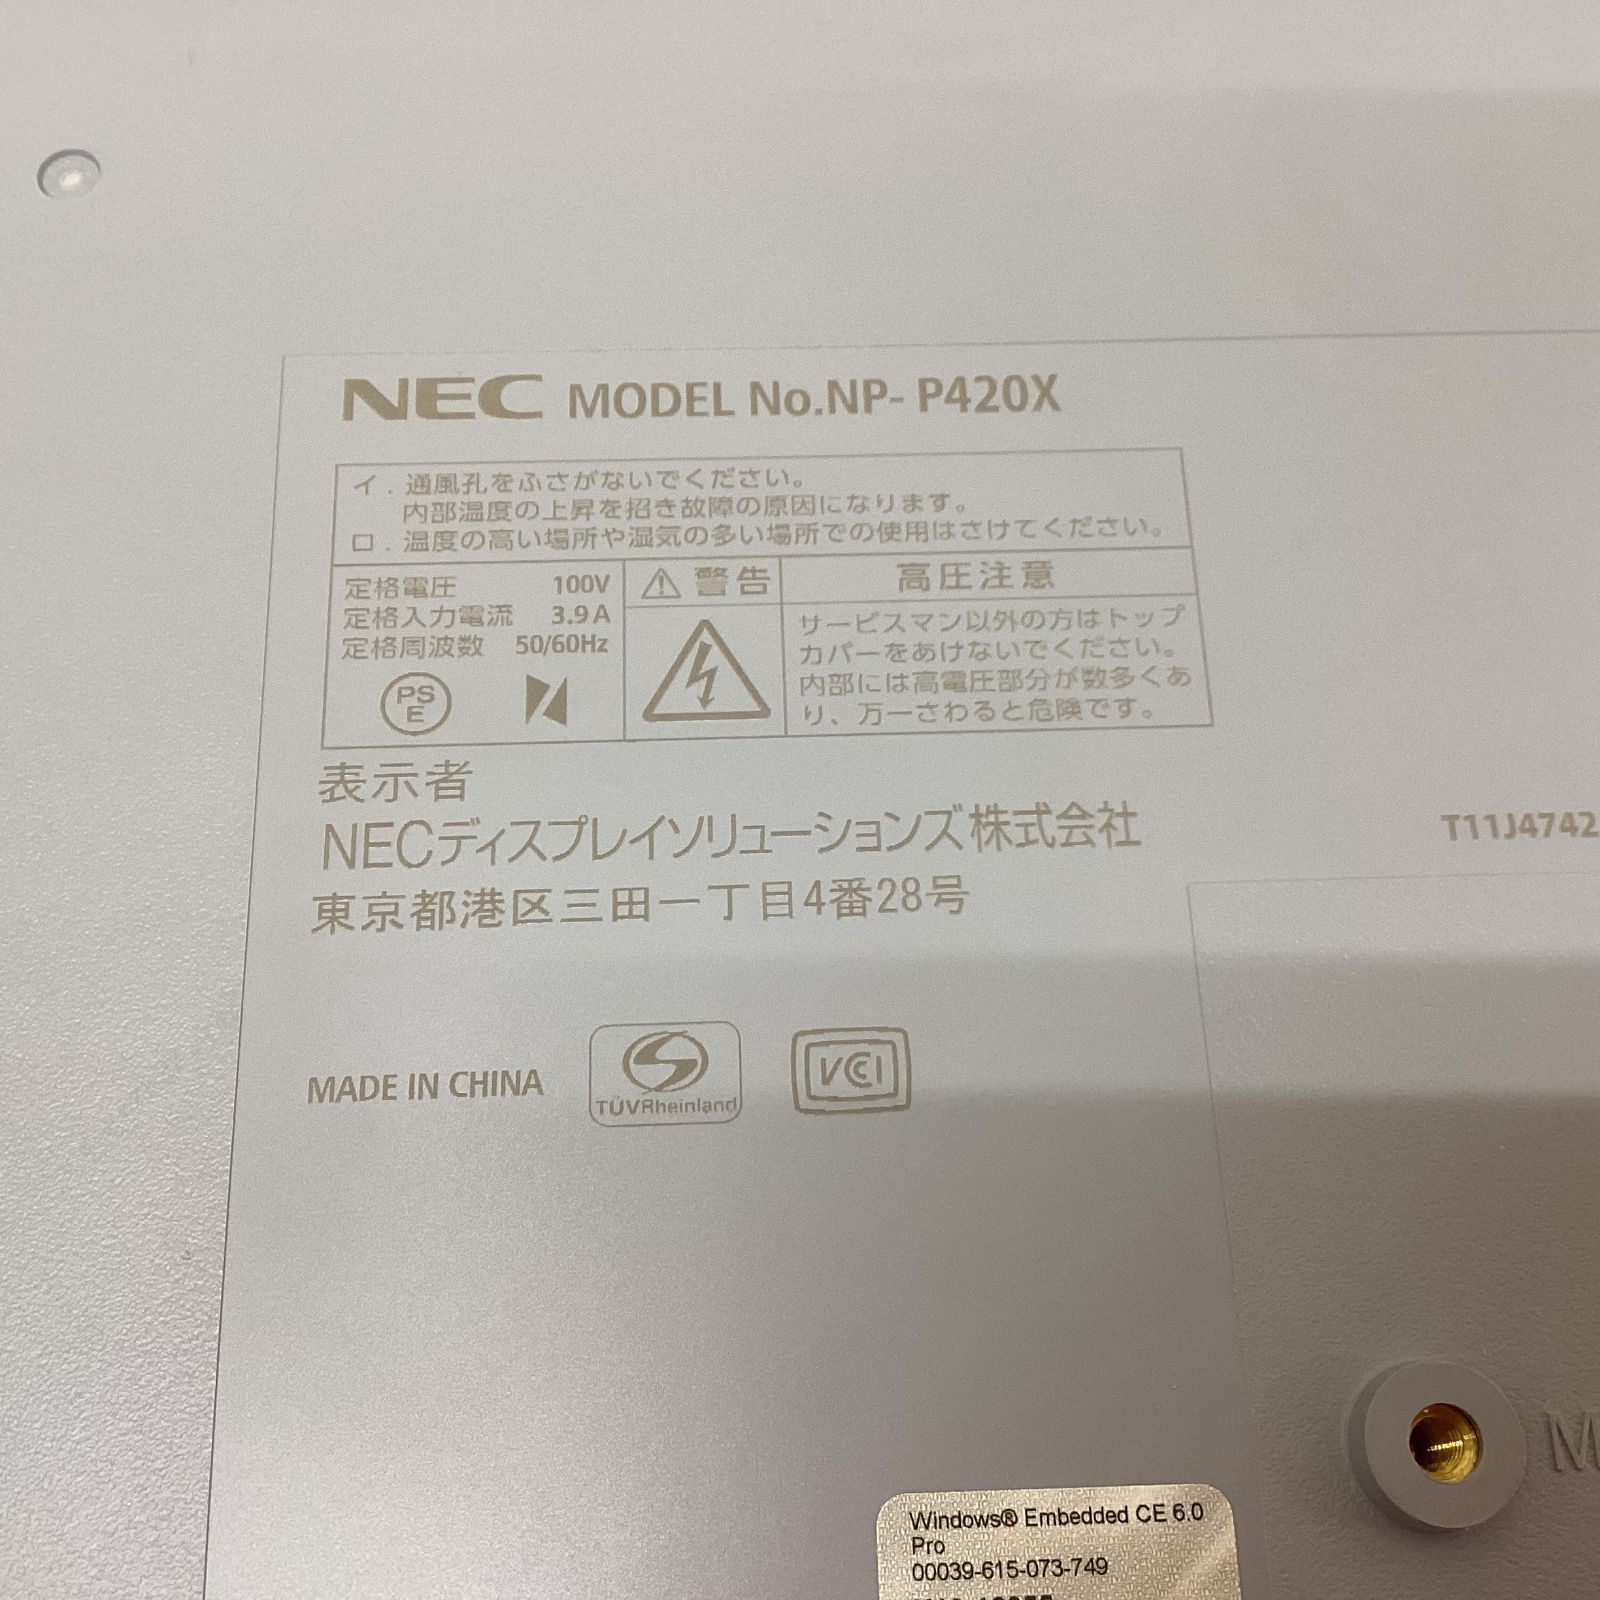 NEC MODEL No.NP- P420X
イ．通風孔をふさがないでください。
内部温度の上昇を招き故障の原因になります。
ロ．温度の高い場所や湿気の多い場所での使用はさけてください。
定格電圧 100V
定格入力電流 3.9A
定格周波数 50/60Hz
PS
E
警告
高圧注意
サービスマン以外の方はトップ
カバーをあけないでください。
内部には高電圧部分が数多くあ
り、万一さわると危険です。
表示者
NECディスプレイソリューションズ株式会社
東京都港区三田一丁目4番28号
T11J4742
MADE IN CHINA
TÜVRheinland
VCI
Windows® Embedded CE 6.0
Pro
00039-615-073-749
M